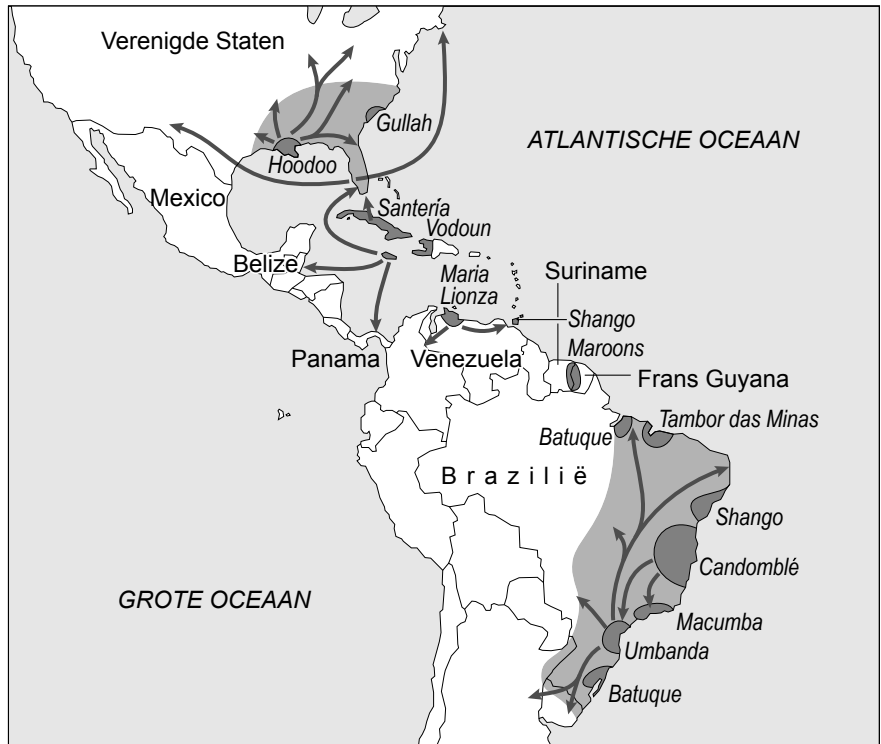 Verenigde Staten
Gullah
ATLANTISCHE OCEAAN
Hoodoo
Mexico
Santería
Vodoun
Belize
Maria
Lionza
Suriname
Shango
Maroons
Panama
Venezuela
Frans Guyana
Tambor das Minas
Batuque
Brazilië
Shango
Candomblé
GROTE OCEAAN
Macumba
Umbanda
Batuque